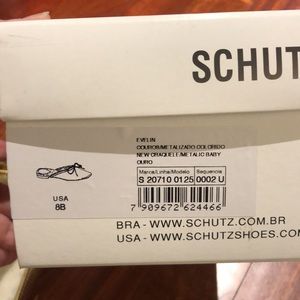 SCHUT
EVELIN
COUROS/METALIZADO COLORIDO
NEW CRAQUELE/METALIC BABY
OURO
Marca/Linha/Modelo Sequencia
S 20710 0125 0002 U
USA
8B
7 909672 624466
BRA - WWW.SCHUTZ.COM.BR
USA - WWW.SCHUTZSHOES.COM